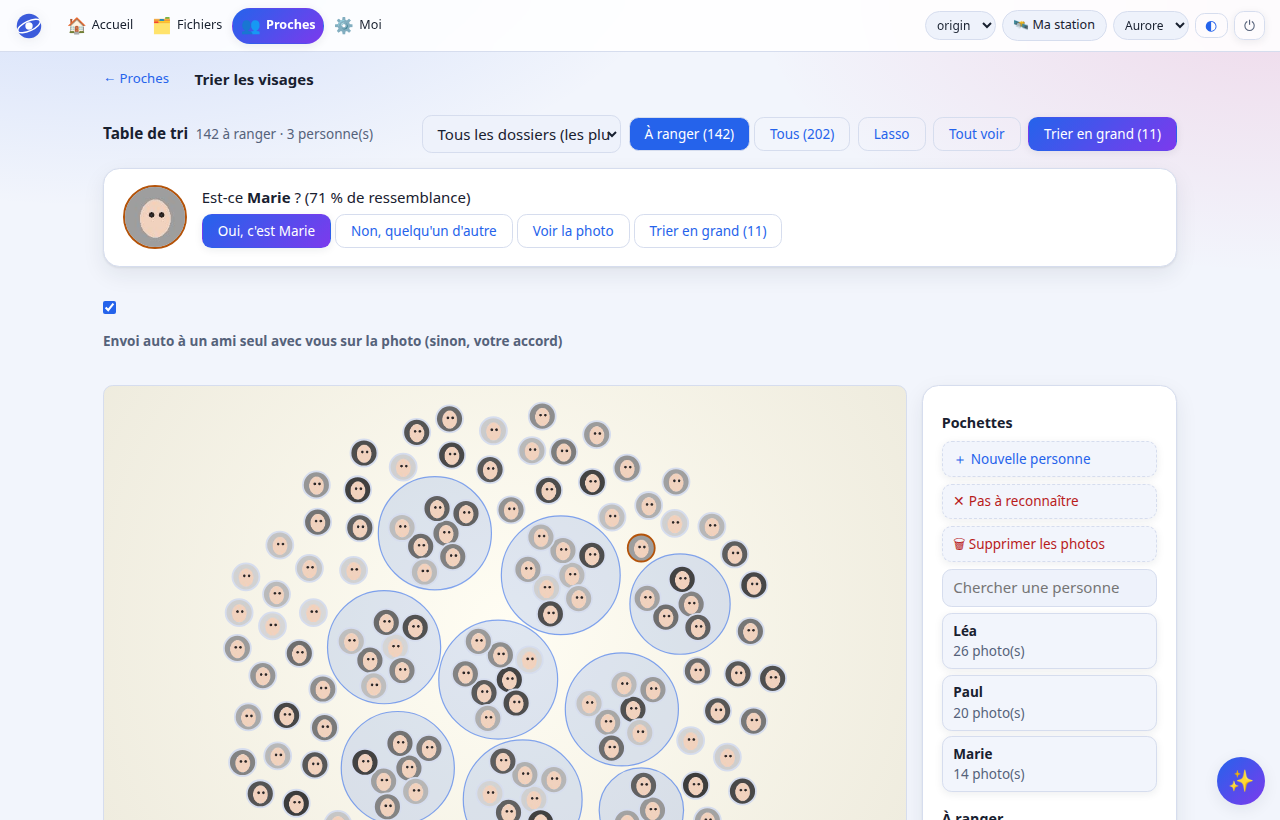 Accueil
Fichiers
Proches
Moi
origin
Ma station
Aurore
← Proches
Trier les visages
Table de tri 142 à ranger · 3 personne(s)
Tous les dossiers (les plu
À ranger (142)
Tous (202)
Lasso
Tout voir
Trier en grand (11)
Est-ce Marie ? (71 % de ressemblance)
Oui, c'est Marie
Non, quelqu'un d'autre
Voir la photo
Trier en grand (11)
Envoi auto à un ami seul avec vous sur la photo (sinon, votre accord)
Pochettes
+ Nouvelle personne
✕ Pas à reconnaître
Supprimer les photos
Chercher une personne
Léa
26 photo(s)
Paul
20 photo(s)
Marie
14 photo(s)
À ranger